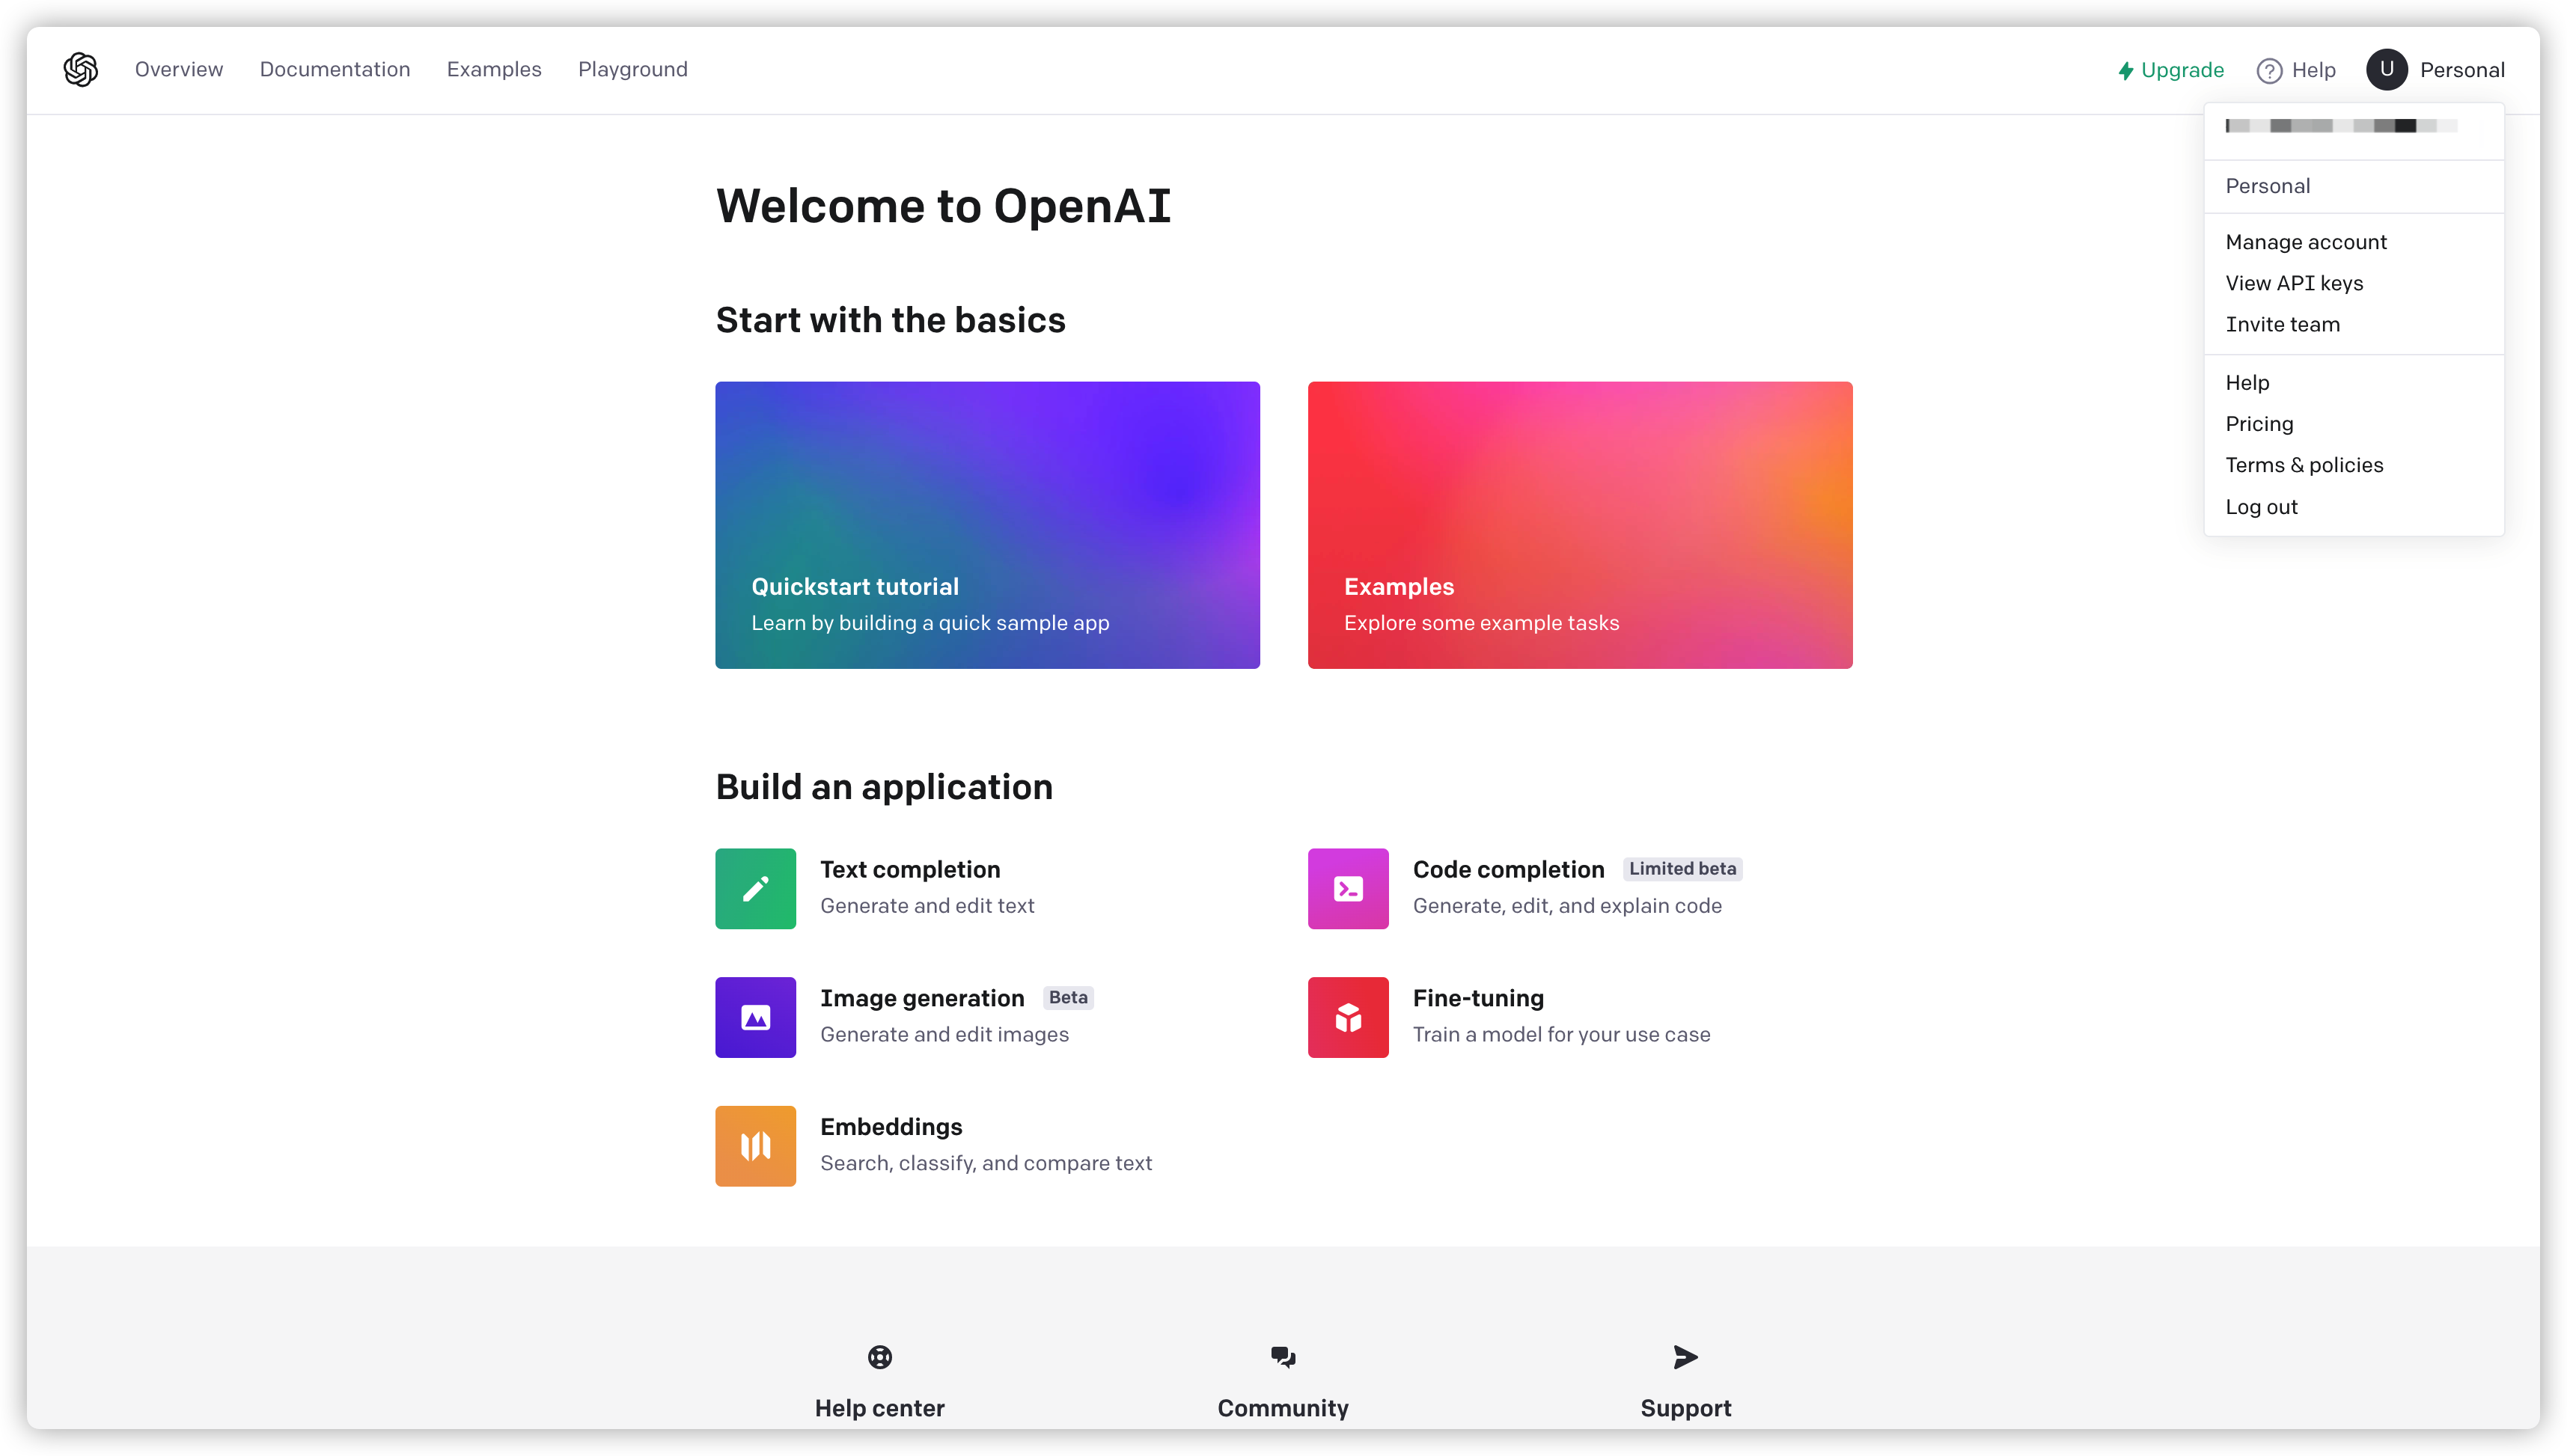 Overview Documentation Examples Playground
Upgrade Help U Personal
Personal
Manage account
View API keys
Invite team
Help
Pricing
Terms & policies
Log out
Welcome to OpenAI
Start with the basics
Quickstart tutorial
Learn by building a quick sample app
Examples
Explore some example tasks
Build an application
Text completion
Generate and edit text
Code completion Limited beta
Generate, edit, and explain code
Image generation Beta
Generate and edit images
Fine-tuning
Train a model for your use case
Embeddings
Search, classify, and compare text
Help center
Community
Support